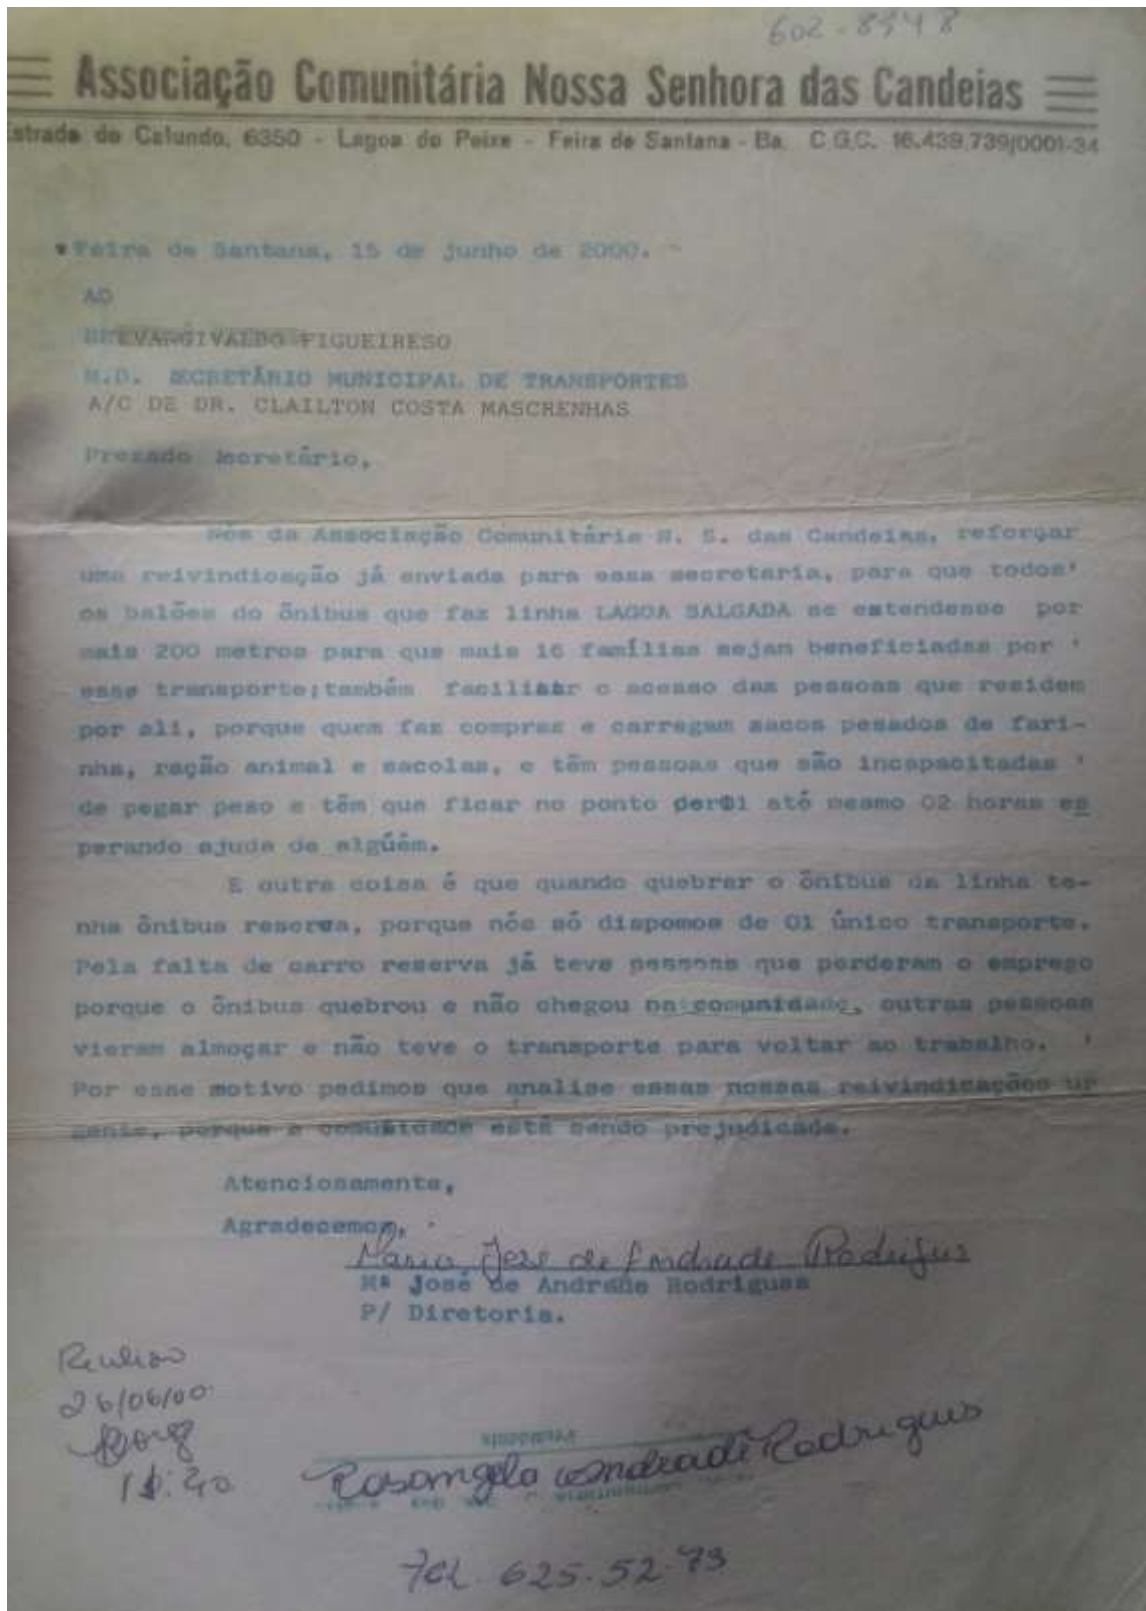 602-8548
Associação Comunitária Nossa Senhora das Candeias
Estrada do Calundo, 6350 - Lagoa do Peixe - Feira de Santana - Ba. C.G.C. 16.439.739/0001-34
Feira de Santana, 15 de junho de 2000.
AO
EVANGIVALDO FIGUEIRESO
M.D. SECRETÁRIO MUNICIPAL DE TRANSPORTES
A/C DE DR. CLAILTON COSTA MASCRENHAS
Prezado Secretário,
Nós da Associação Comunitária N. S. das Candeias, reforçar
uma reivindicação já enviada para essa secretaria, para que todos'
os balões do ônibus que faz linha LAGOA SALGADA se estendesse por
mais 200 metros para que mais 16 famílias sejam beneficiadas por '
esse transporte;também facilitar o acesso das pessoas que residem
por ali, porque quem faz compras e carregam sacos pesados de fari-
nha, ração animal e sacolas, e têm pessoas que são incapacitadas '
de pegar peso e têm que ficar no ponto der01 até mesmo 02 horas es
perando ajuda de algúém.
E outra coisa é que quando quebrar o ônibus da linha te-
nha ônibus reserva, porque nós só dispomos de 01 único transporte.
Pela falta de carro reserva já teve pessoas que perderam o emprego
porque o ônibus quebrou e não chegou na comunidade, outras pessoas
vieram almoçar e não teve o transporte para voltar ao trabalho. '
Por esse motivo pedimos que analise essas nossas reivindicações ur
gente, porque a comunidade está sendo prejudicada.
Atenciosamente,
Agradecemos,
Maria José de Andrade Rodrigues
Mª José de Andrade Rodrigues
P/ Diretoria.
26/06/00
Presidente
Rosangela Andrade Rodrigues
Tel. 625.52.73